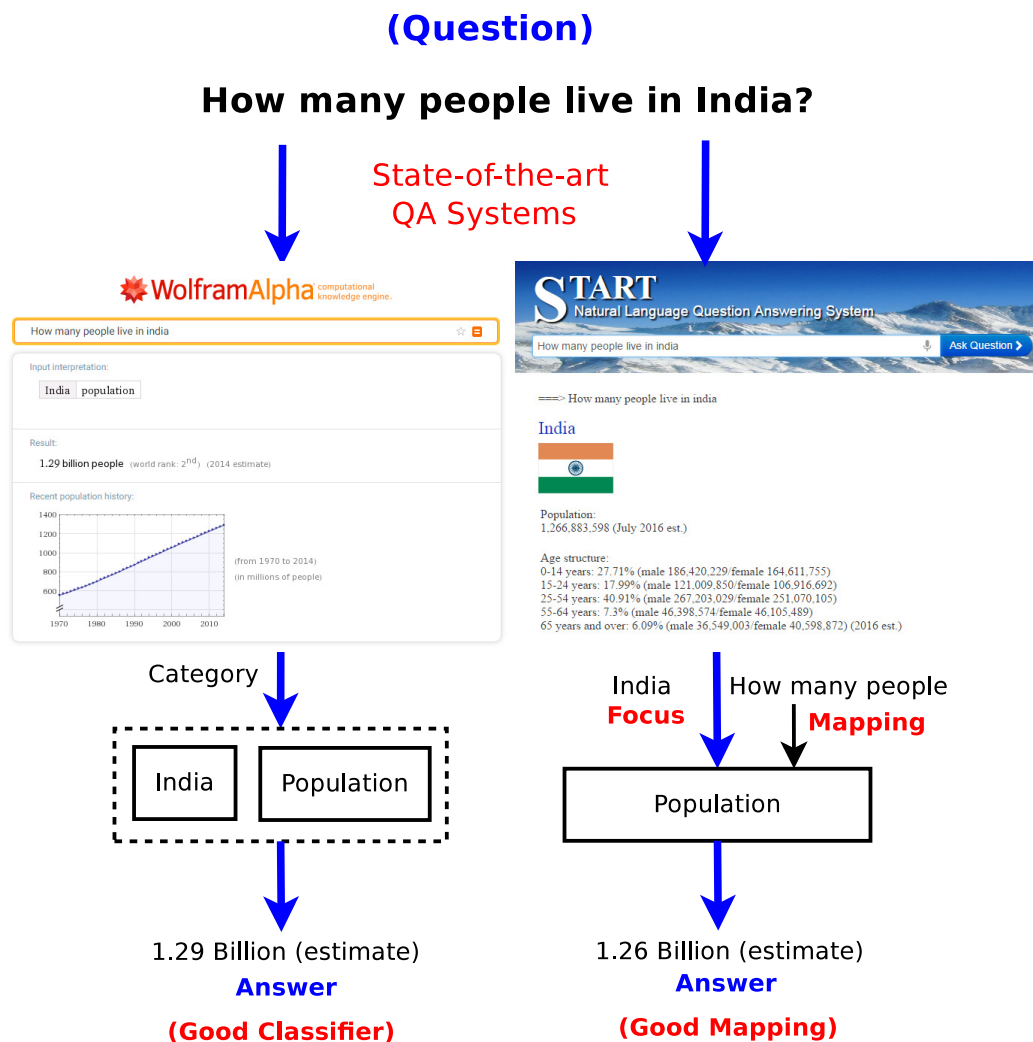 (Question)
How many people live in India?
State-of-the-art
QA Systems
WolframAlpha computational
knowledge engine.
How many people live in india
Input interpretation:
India population
Result:
1.29 billion people (world rank: 2nd) (2014 estimate)
Recent population history:
1400
1200
1000
800
600
1970 1980 1990 2000 2010
(from 1970 to 2014)
(in millions of people)
START
Natural Language Question Answering System
How many people live in india
Ask Question
===> How many people live in india
India
Population:
1,266,883,598 (July 2016 est.)
Age structure:
0-14 years: 27.71% (male 186,420,229/female 164,611,755)
15-24 years: 17.99% (male 121,009,850/female 106,916,692)
25-54 years: 40.91% (male 267,203,029/female 251,070,105)
55-64 years: 7.3% (male 46,398,574/female 46,105,489)
65 years and over: 6.09% (male 36,549,003/female 40,598,872) (2016 est.)
Category
India
Population
1.29 Billion (estimate)
Answer
(Good Classifier)
India
Focus
How many people
Mapping
Population
1.26 Billion (estimate)
Answer
(Good Mapping)